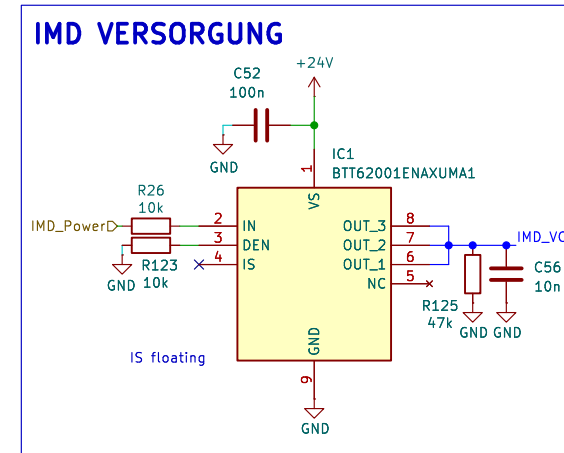 IMD VERSORGUNG
+24V
C52
100n
GND
IC1
BTT62001ENAXUMA1
1
VS
R26
10k
IMD_Power
2
IN
3
DEN
4
IS
R123
10k
GND
OUT_3
8
OUT_2
7
OUT_1
6
NC
5
IMD_VC
C56
10n
R125
47k
GND
GND
IS floating
GND
9
GND